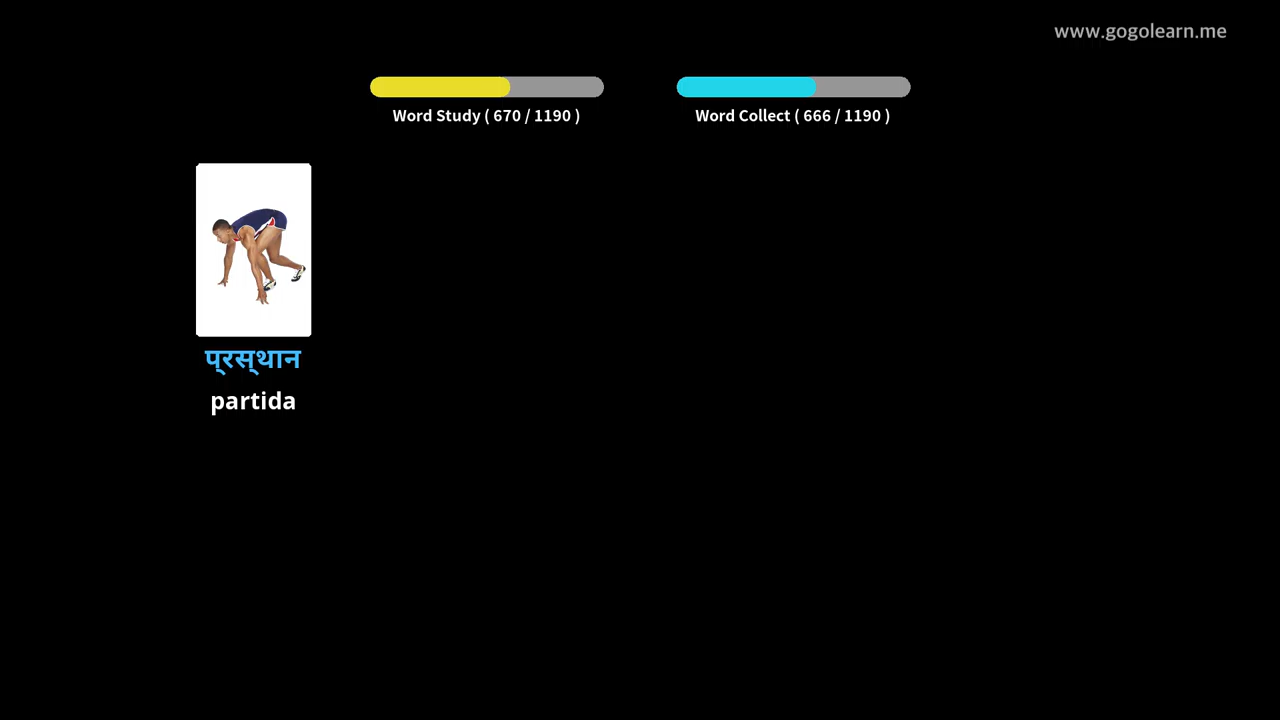 www.gogolearn.me
Word Study ( 670 / 1190 )
Word Collect ( 666 / 1190 )
प्रस्थान
partida